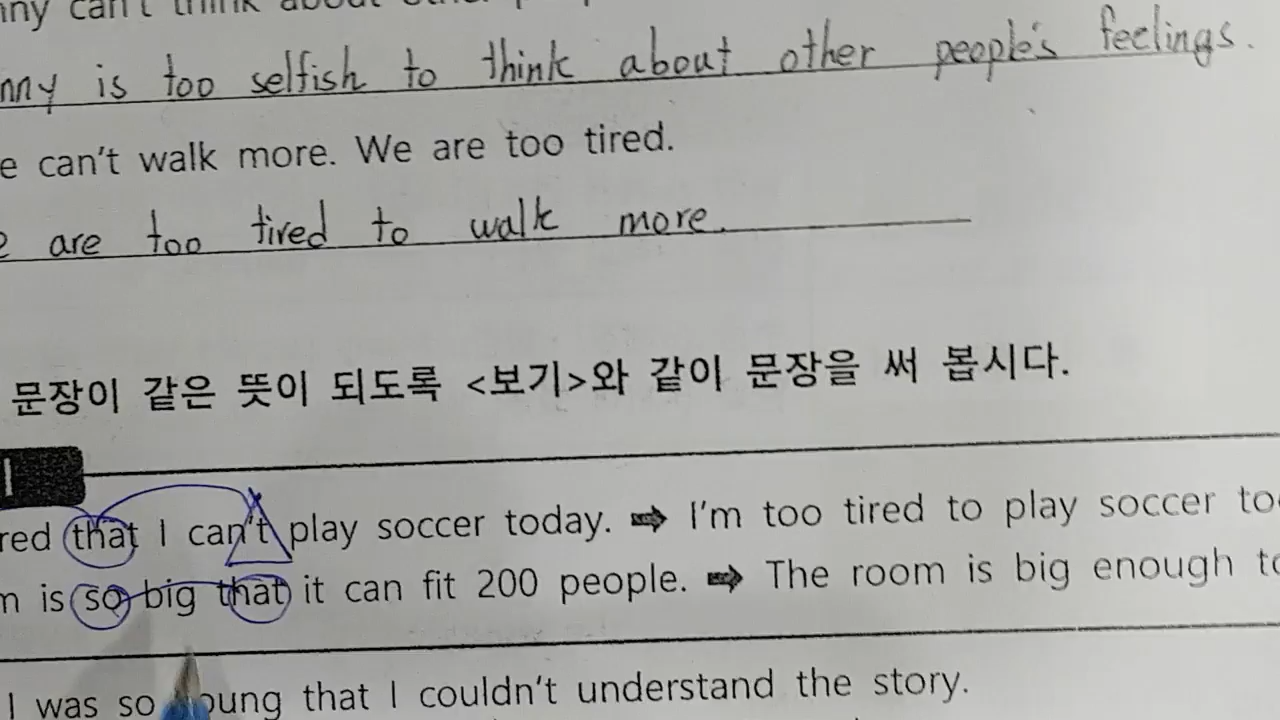 can't think about other
nny is too selfish to think about other people's feelings.
e can't walk more. We are too tired.
e are too tired to walk more.
문장이 같은 뜻이 되도록 <보기>와 같이 문장을 써 봅시다.
red that I can't play soccer today. ➡ I'm too tired to play soccer to
m is so big that it can fit 200 people. ➡ The room is big enough to
I was so young that I couldn't understand the story.